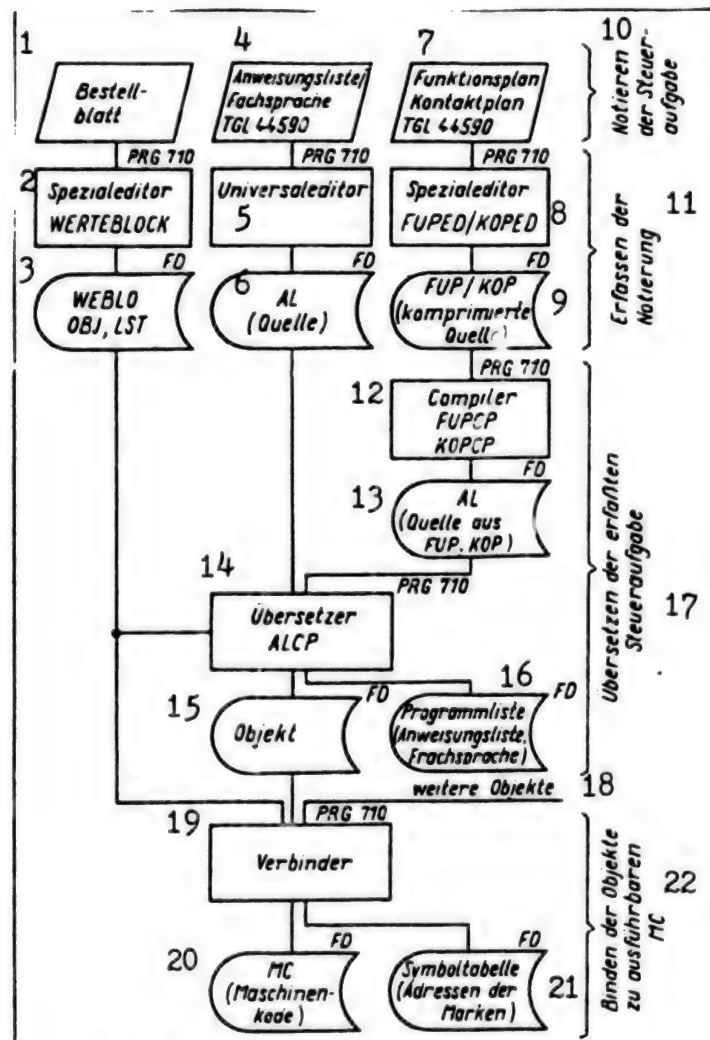 1
4
7
10
Bestell-
blatt
Anweisungsliste/
Fachsprache
TGL 44590
Funktionsplan
Kontaktplan
TGL 44590
Notieren
der Steuer-
aufgabe
PRG 710
PRG 710
PRG 710
2
Spezialeditor
WERTEBLOCK
Universaleditor
5
Spezialeditor
FUPED/KOPED
8
11
Erfassen der
Notierung
3
FD
6
FD
FD
WEBLO
OBJ, LST
AL
(Quelle)
FUP/KOP
(komprimierte
Quelle)
9
PRG 710
12
Compiler
FUPCP
KOPCP
FD
13
AL
(Quelle aus
FUP. KOP)
14
PRG 710
Übersetzer
ALCP
Übersetzen der erfaßten
Steueraufgabe
17
15
FD
16
FD
Objekt
Programmliste
(Anweisungsliste,
Frachsprache)
weitere Objekte
18
19
PRG 710
Verbinder
Binden der Objekte
zu ausführbaren
MC
22
20
FD
FD
MC
(Maschinen-
kode)
Symboltabelle
(Adressen der
Marken)
21